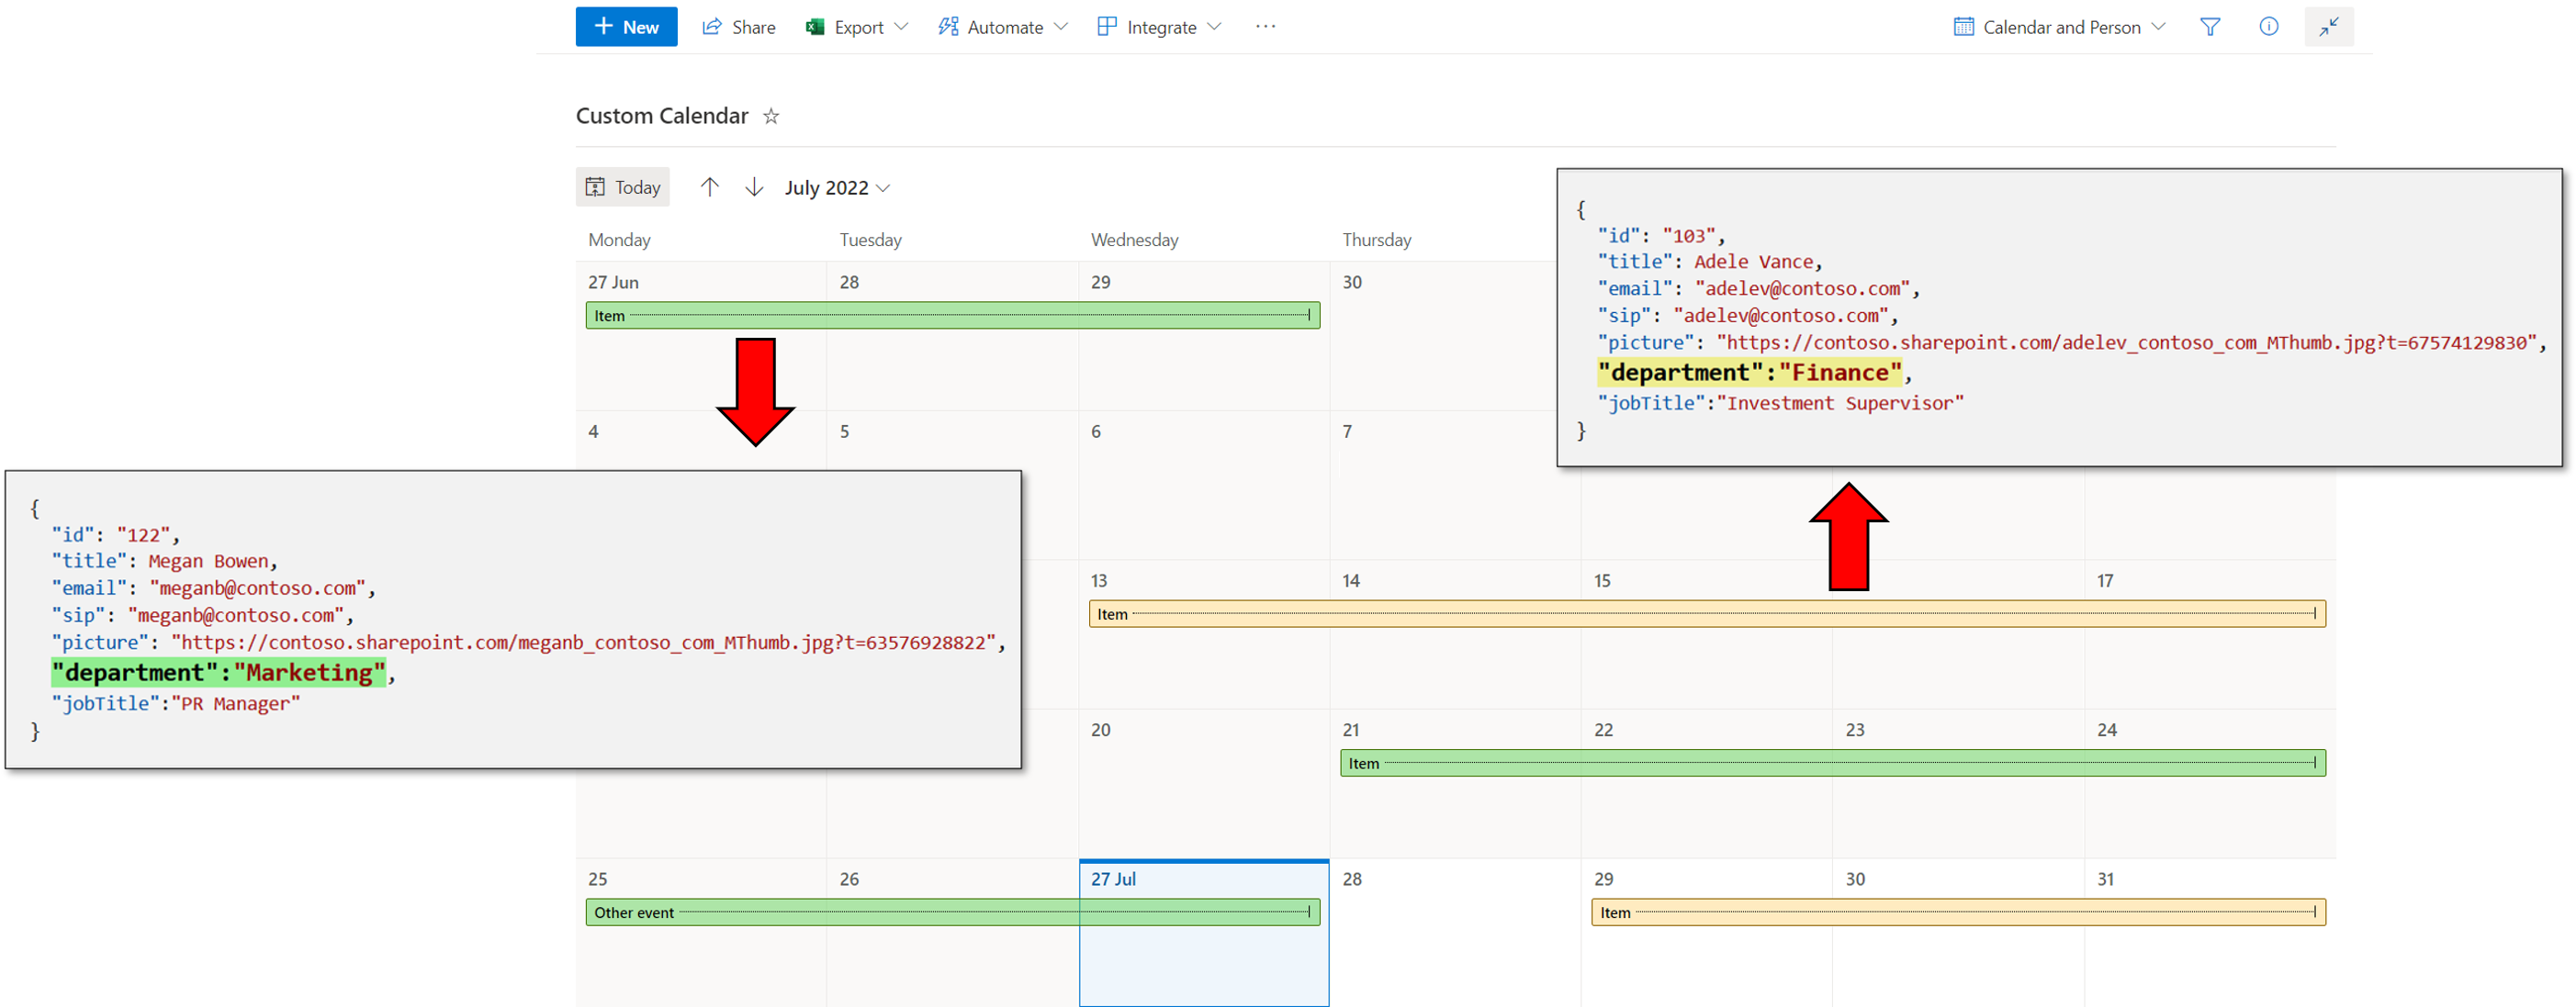 New Share Export Automate Integrate ··· Calendar and Person
Custom Calendar
Today July 2022
Monday Tuesday Wednesday Thursday
27 Jun 28 29 30
Item
4 5 6 7
{
"id": "103",
"title": Adele Vance,
"email": "adelev@contoso.com",
"sip": "adelev@contoso.com",
"picture": "https://contoso.sharepoint.com/adelev_contoso_com_MThumb.jpg?t=67574129830",
"department":"Finance",
"jobTitle":"Investment Supervisor"
}
{
"id": "122",
"title": Megan Bowen,
"email": "meganb@contoso.com",
"sip": "meganb@contoso.com",
"picture": "https://contoso.sharepoint.com/meganb_contoso_com_MThumb.jpg?t=63576928822",
"department":"Marketing",
"jobTitle":"PR Manager"
}
13 14 15 17
Item
20 21 22 23 24
Item
25 26 27 Jul 28 29 30 31
Other event Item